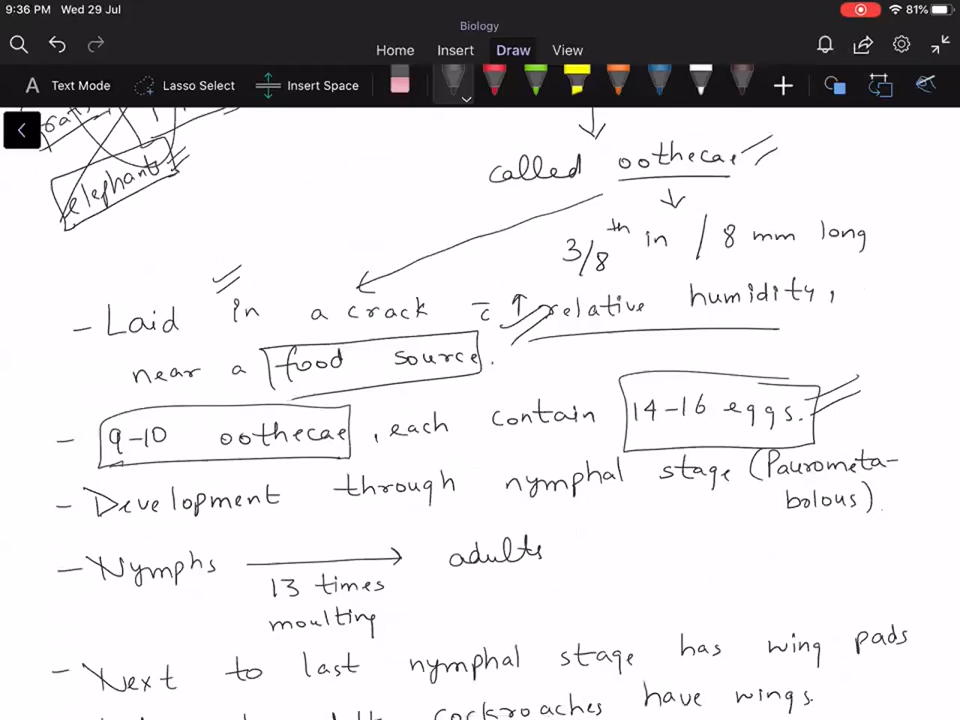 9:36 PM Wed 29 Jul
81%
Biology
Home Insert Draw View
A Text Mode Lasso Select Insert Space
elephant
called oothecae
3/8th in / 8 mm long
- Laid in a crack c̄ ↑ relative humidity,
near a food source.
- 9-10 oothecae, each contain 14-16 eggs.
- Development through nymphal stage (Paurometa-
bolous).
- Nymphs → adults
13 times
moulting
- Next to last nymphal stage has wing pads
cockroaches have wings.